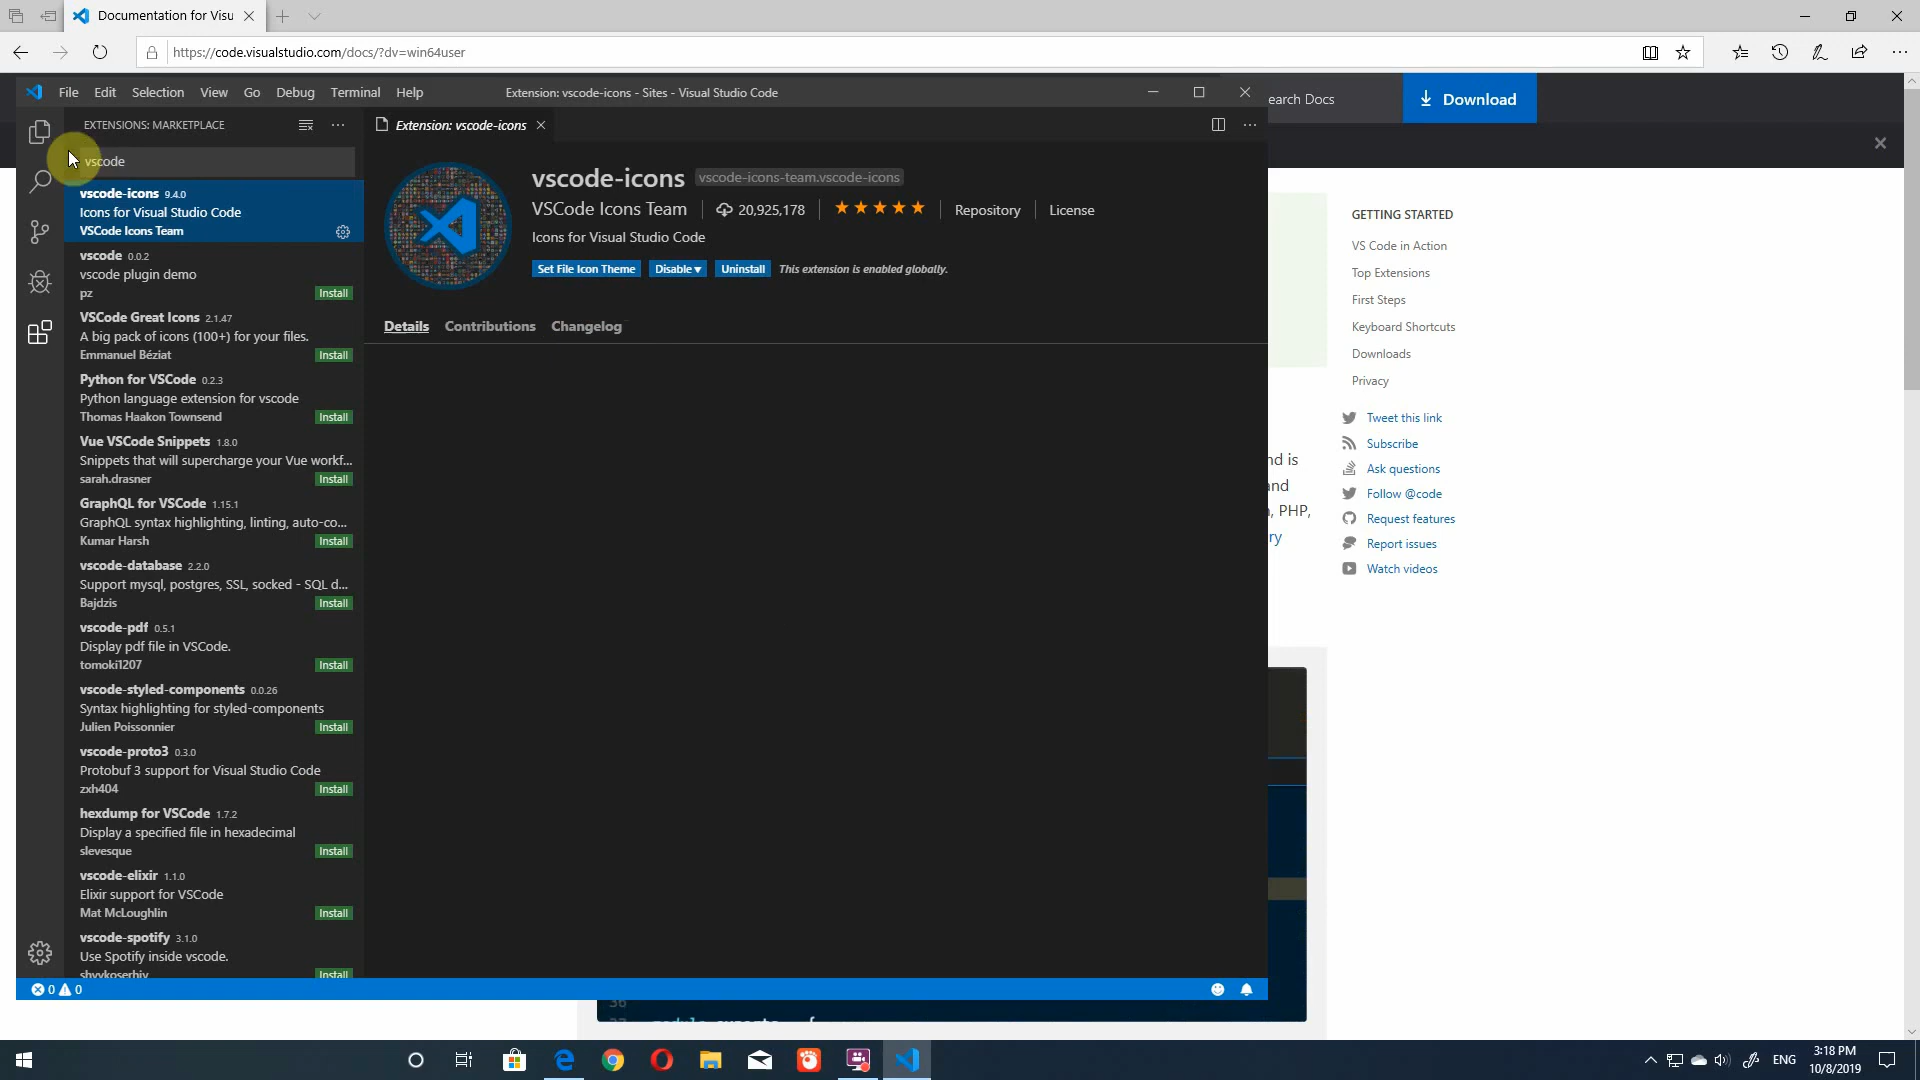 Documentation for Visu
https://code.visualstudio.com/docs/?dv=win64user
File Edit Selection View Go Debug Terminal Help
Extension: vscode-icons - Sites - Visual Studio Code
earch Docs
Download
EXTENSIONS: MARKETPLACE
Extension: vscode-icons
vscode
vscode-icons 9.4.0
Icons for Visual Studio Code
VSCode Icons Team
vscode 0.0.2
vscode plugin demo
pz Install
VSCode Great Icons 2.1.47
A big pack of icons (100+) for your files.
Emmanuel Béziat Install
Python for VSCode 0.2.3
Python language extension for vscode
Thomas Haakon Townsend Install
Vue VSCode Snippets 1.8.0
Snippets that will supercharge your Vue workf...
sarah.drasner Install
GraphQL for VSCode 1.15.1
GraphQL syntax highlighting, linting, auto-co...
Kumar Harsh Install
vscode-database 2.2.0
Support mysql, postgres, SSL, socked - SQL d...
Bajdzis Install
vscode-pdf 0.5.1
Display pdf file in VSCode.
tomoki1207 Install
vscode-styled-components 0.0.26
Syntax highlighting for styled-components
Julien Poissonnier Install
vscode-proto3 0.3.0
Protobuf 3 support for Visual Studio Code
zxh404 Install
hexdump for VSCode 1.7.2
Display a specified file in hexadecimal
slevesque Install
vscode-elixir 1.1.0
Elixir support for VSCode
Mat McLoughlin Install
vscode-spotify 3.1.0
Use Spotify inside vscode.
shyykoserhiy Install
vscode-icons vscode-icons-team.vscode-icons
VSCode Icons Team 20,925,178 Repository License
Icons for Visual Studio Code
Set File Icon Theme Disable Uninstall This extension is enabled globally.
Details Contributions Changelog
GETTING STARTED
VS Code in Action
Top Extensions
First Steps
Keyboard Shortcuts
Downloads
Privacy
Tweet this link
Subscribe
Ask questions
Follow @code
Request features
Report issues
Watch videos
nd is
and
, PHP,
ry
0 0
36
ENG
3:18 PM
10/8/2019